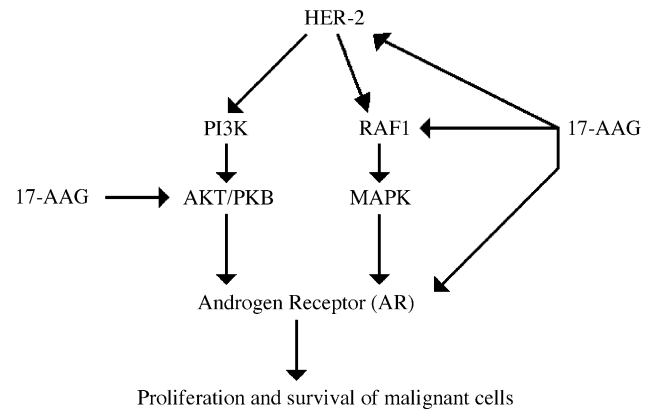 HER-2
PI3K
RAF1
17-AAG
17-AAG
AKT/PKB
MAPK
Androgen Receptor (AR)
Proliferation and survival of malignant cells